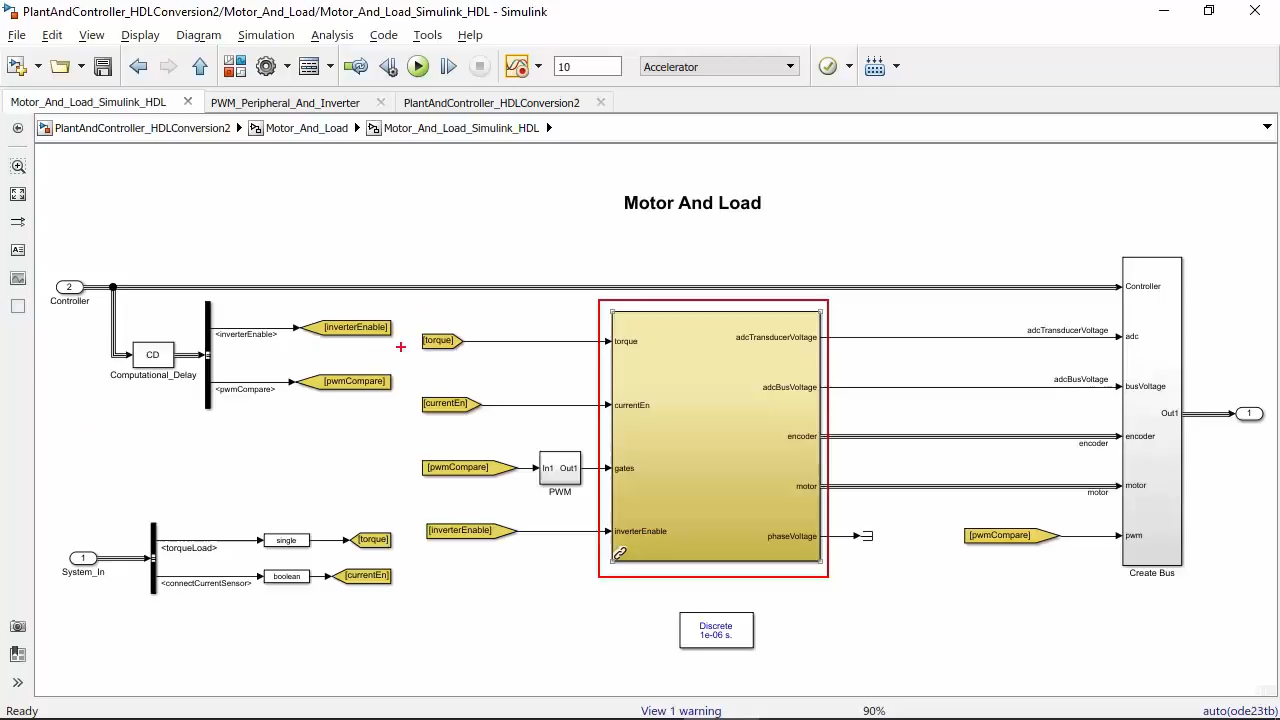 PlantAndController_HDLConversion2/Motor_And_Load/Motor_And_Load_Simulink_HDL - Simulink
File Edit View Display Diagram Simulation Analysis Code Tools Help
10 Accelerator
Motor_And_Load_Simulink_HDL PWM_Peripheral_And_Inverter PlantAndController_HDLConversion2
PlantAndController_HDLConversion2 Motor_And_Load Motor_And_Load_Simulink_HDL
Motor And Load
2
Controller
CD
Computational_Delay
<inverterEnable>
[inverterEnable]
<pwmCompare>
[pwmCompare]
1
System_In
<torqueLoad>
single
[torque]
<connectCurrentSensor>
boolean
[currentEn]
[torque]
[currentEn]
[pwmCompare]
In1 Out1
PWM
[inverterEnable]
torque
currentEn
gates
inverterEnable
adcTransducerVoltage
adcBusVoltage
encoder
motor
phaseVoltage
adcTransducerVoltage
adcBusVoltage
encoder
motor
[pwmCompare]
Controller
adc
busVoltage
Out1
encoder
motor
pwm
Create Bus
1
Discrete
1e-06 s.
Ready View 1 warning 90% auto(ode23tb)